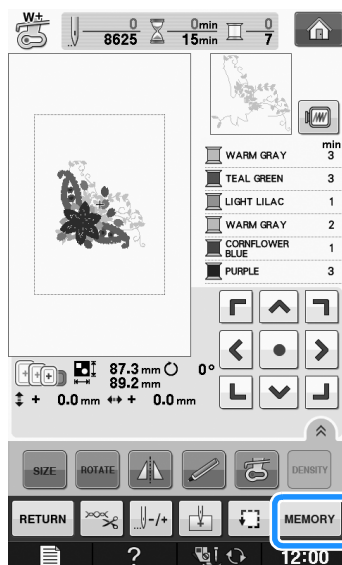 W+
0
8625
0min
15min
0
7
min
WARM GRAY 3
TEAL GREEN 3
LIGHT LILAC 1
WARM GRAY 2
CORNFLOWER
BLUE 1
PURPLE 3
87.3 mm 0°
89.2 mm
+ 0.0 mm + 0.0 mm
SIZE ROTATE DENSITY
RETURN -/+ MEMORY
? 12:00